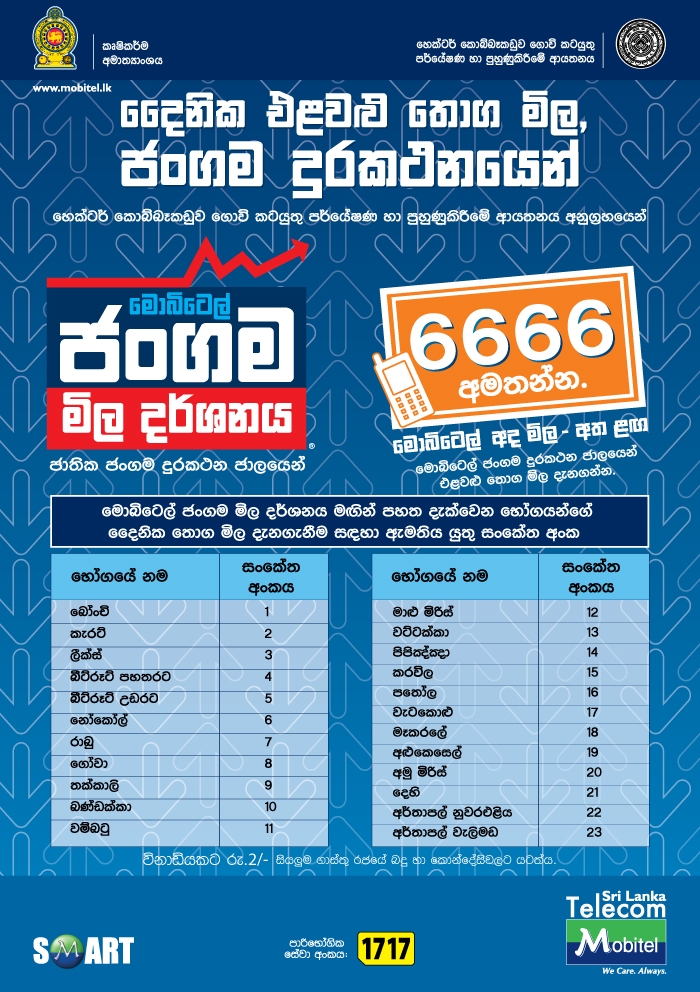 කෘෂිකර්ම
අමාත්‍යාංශය
හෙක්ටර් කොබ්බෑකඩුව ගොවි කටයුතු
පර්යේෂණ හා පුහුණුකිරීමේ ආයතනය
www.mobitel.lk
දෛනික එළවළු තොග මිල,
ජංගම දුරකථනයෙන්
හෙක්ටර් කොබ්බෑකඩුව ගොවි කටයුතු පර්යේෂණ හා පුහුණුකිරීමේ ආයතනය අනුග්‍රහයෙන්
මොබිටෙල්
ජංගම
මිල දර්ශනය
ජාතික ජංගම දුරකථන ජාලයෙන්
6666
අමතන්න.
මොබිටෙල් අද මිල - අත ළඟ
මොබිටෙල් ජංගම දුරකථන ජාලයෙන්
එළවළු තොග මිල දැනගන්න.
මොබිටෙල් ජංගම මිල දර්ශනය මඟින් පහත දැක්වෙන භෝගයන්ගේ
දෛනික තොග මිල දැනගැනීම සඳහා ඇමතිය යුතු සංකේත අංක
භෝගයේ නම සංකේත අංකය
බෝංචි 1
කැරට් 2
ලීක්ස් 3
බීට්රූට් පහතරට 4
බීට්රූට් උඩරට 5
නෝකෝල් 6
රාබු 7
ගෝවා 8
තක්කාලි 9
බණ්ඩක්කා 10
වම්බටු 11
භෝගයේ නම සංකේත අංකය
මාළු මිරිස් 12
වට්ටක්කා 13
පිපිඤ්ඤා 14
කරවිල 15
පතෝල 16
වැටකොළු 17
මෑකරලේ 18
අළුකෙසෙල් 19
අමු මිරිස් 20
දෙහි 21
අර්තාපල් නුවරඑළිය 22
අර්තාපල් වැලිමඩ 23
විනාඩියකට රු.2/- සියලුම ගාස්තු රජයේ බදු හා කොන්දේසිවලට යටත්ය.
SMART
පාරිභෝගික
සේවා අංකය:
1717
Sri Lanka
Telecom
Mobitel
We Care. Always.